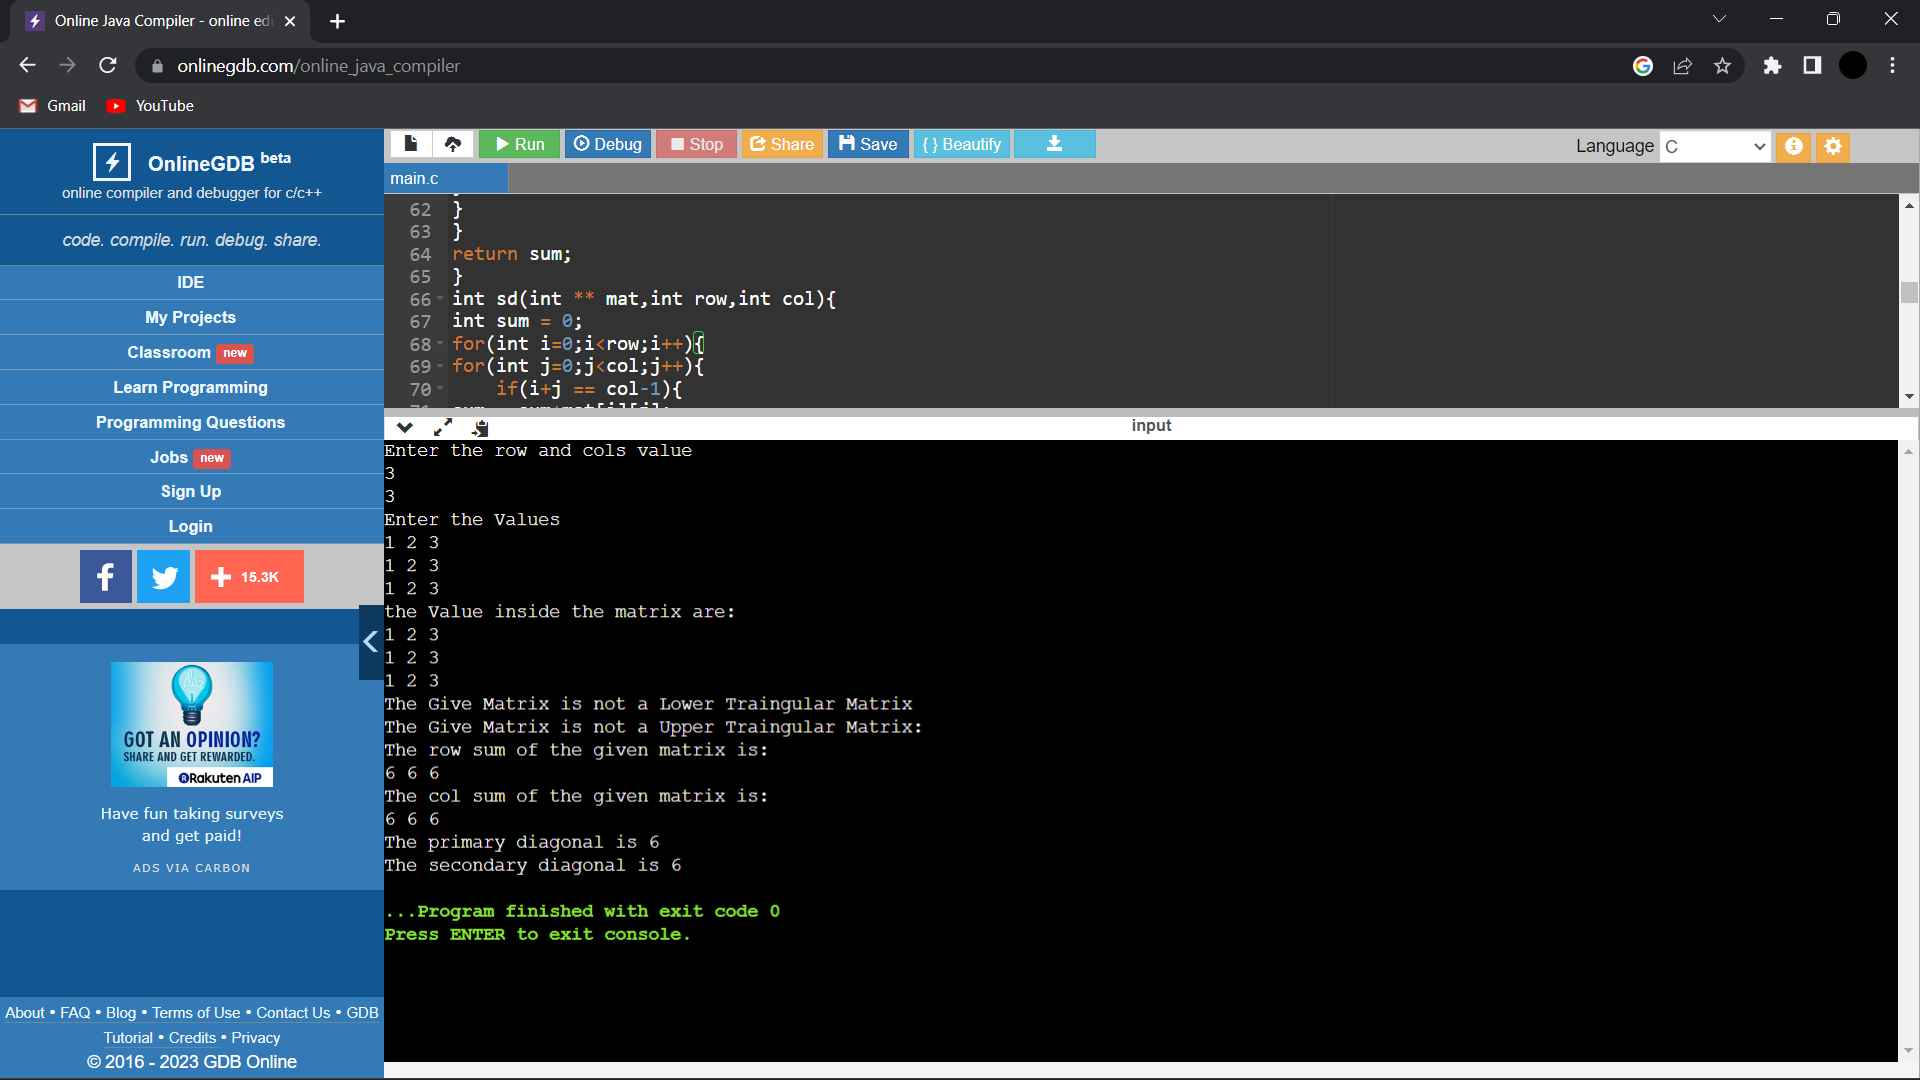 Online Java Compiler - online edi
onlinegdb.com/online_java_compiler
Gmail YouTube
OnlineGDB beta
online compiler and debugger for c/c++
code. compile. run. debug. share.
IDE
My Projects
Classroom new
Learn Programming
Programming Questions
Jobs new
Sign Up
Login
15.3K
GOT AN OPINION?
SHARE AND GET REWARDED.
Rakuten AIP
Have fun taking surveys
and get paid!
ADS VIA CARBON
About • FAQ • Blog • Terms of Use • Contact Us • GDB
Tutorial • Credits • Privacy
© 2016 - 2023 GDB Online
Run Debug Stop Share Save { } Beautify
Language C
main.c
62 }
63 }
64 return sum;
65 }
66 int sd(int ** mat,int row,int col){
67 int sum = 0;
68 for(int i=0;i<row;i++){
69 for(int j=0;j<col;j++){
70 if(i+j == col-1){
input
Enter the row and cols value
3
3
Enter the Values
1 2 3
1 2 3
1 2 3
the Value inside the matrix are:
1 2 3
1 2 3
1 2 3
The Give Matrix is not a Lower Traingular Matrix
The Give Matrix is not a Upper Traingular Matrix:
The row sum of the given matrix is:
6 6 6
The col sum of the given matrix is:
6 6 6
The primary diagonal is 6
The secondary diagonal is 6
...Program finished with exit code 0
Press ENTER to exit console.